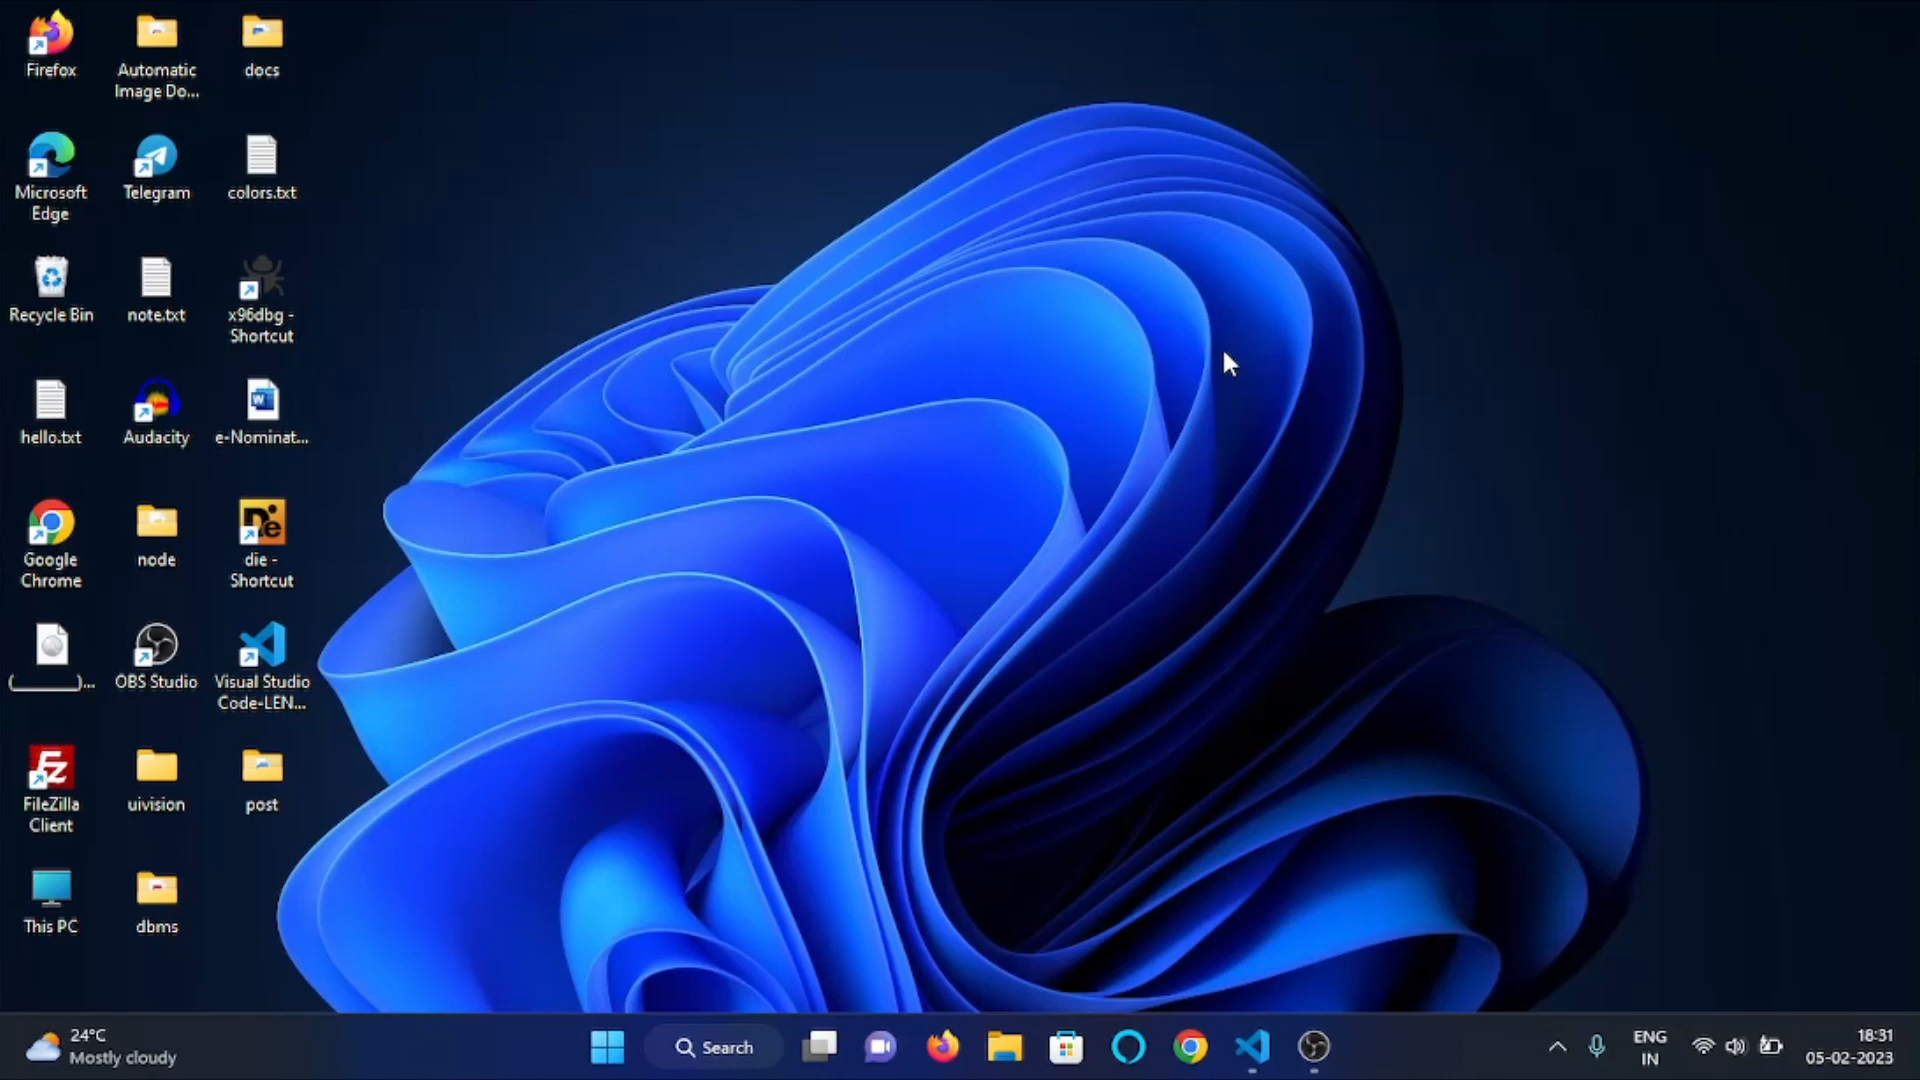 Firefox
Automatic
Image Do...
docs
Microsoft
Edge
Telegram
colors.txt
Recycle Bin
note.txt
x96dbg -
Shortcut
hello.txt
Audacity
e-Nominat...
Google
Chrome
node
die -
Shortcut
(________)...
OBS Studio
Visual Studio
Code-LEN...
FileZilla
Client
uivision
post
This PC
dbms
24°C
Mostly cloudy
Search
ENG
IN
18:31
05-02-2023